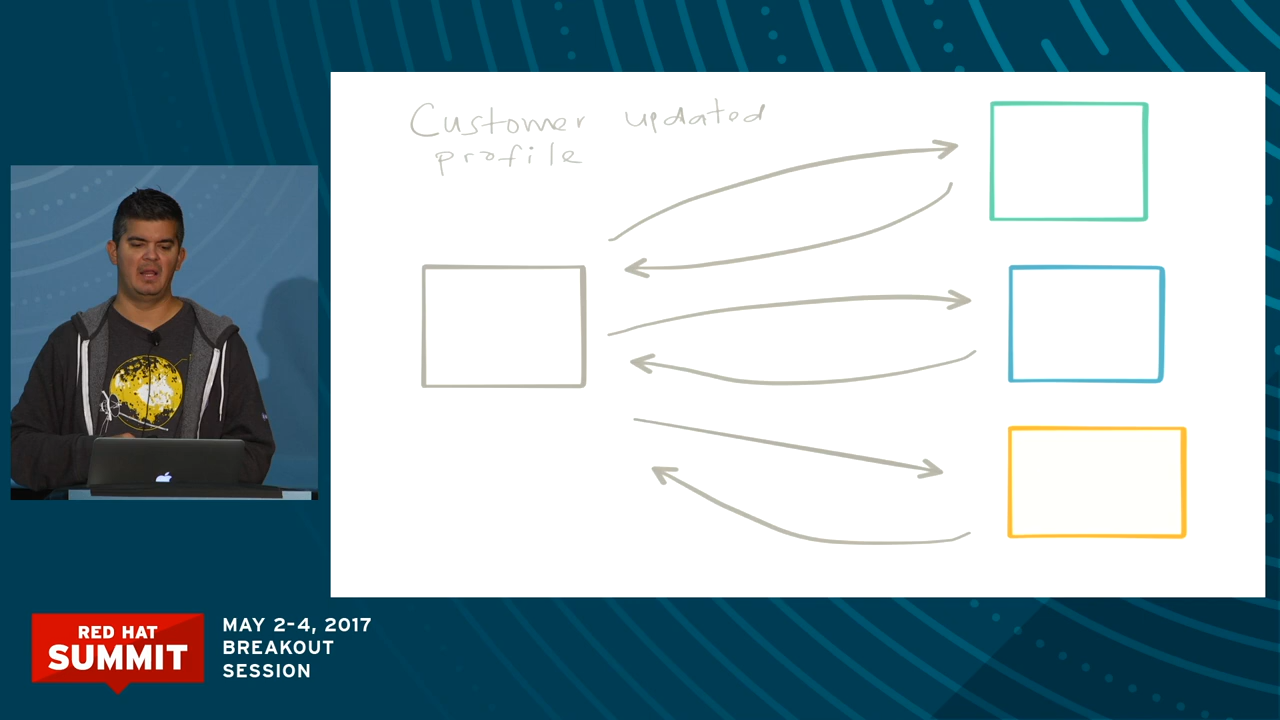 Customer updated
profile
RED HAT
SUMMIT
MAY 2-4, 2017
BREAKOUT
SESSION